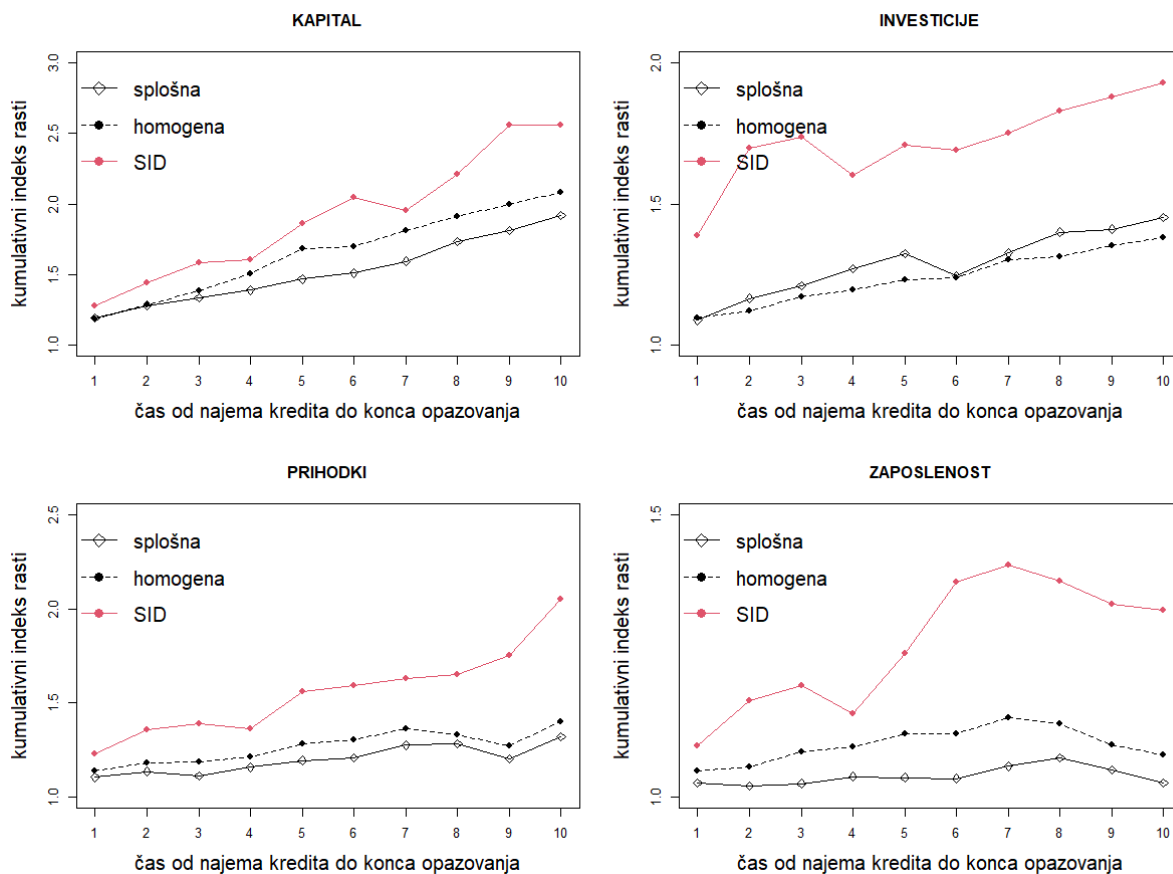 KAPITAL
kumulativni indeks rasti
3.0
2.5
2.0
1.5
1.0
splošna
homogena
SID
1 2 3 4 5 6 7 8 9 10
čas od najema kredita do konca opazovanja
INVESTICIJE
kumulativni indeks rasti
2.0
1.5
1.0
splošna
homogena
SID
1 2 3 4 5 6 7 8 9 10
čas od najema kredita do konca opazovanja
PRIHODKI
kumulativni indeks rasti
2.5
2.0
1.5
1.0
splošna
homogena
SID
1 2 3 4 5 6 7 8 9 10
čas od najema kredita do konca opazovanja
ZAPOSLENOST
kumulativni indeks rasti
1.5
1.0
splošna
homogena
SID
1 2 3 4 5 6 7 8 9 10
čas od najema kredita do konca opazovanja